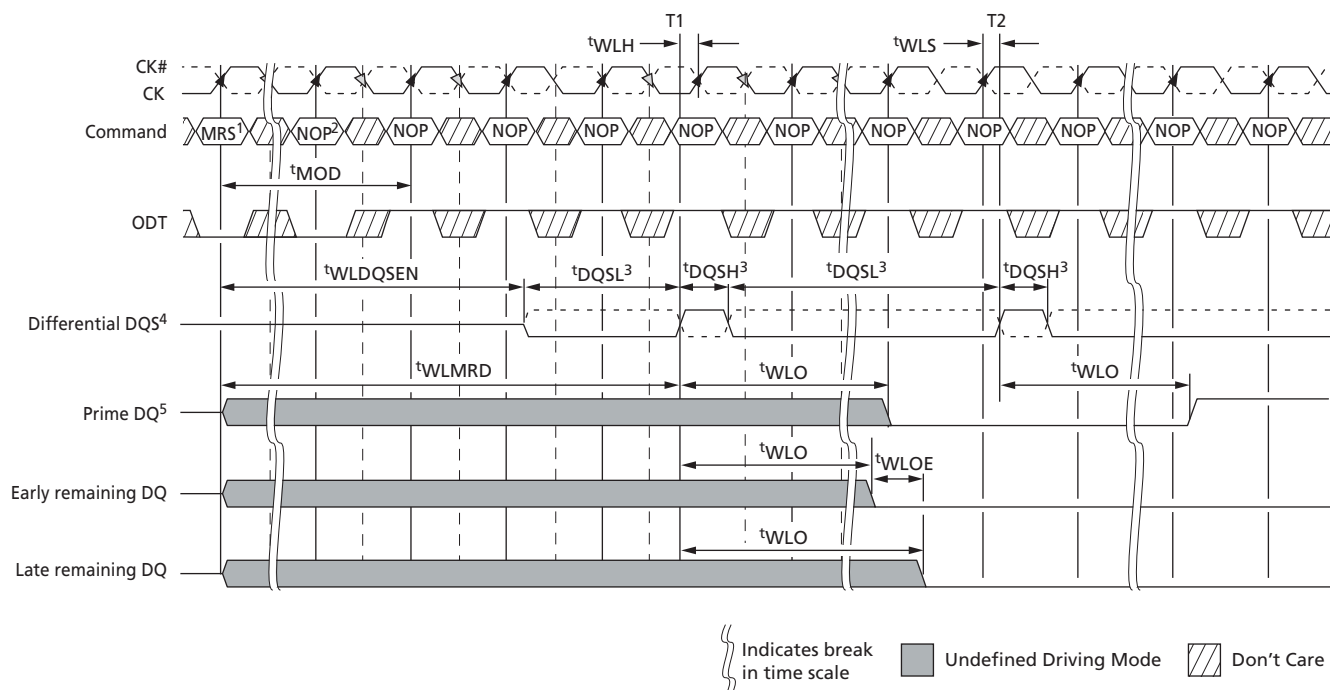 T1 T2
tWLH tWLS
CK#
CK
Command MRS1 NOP2 NOP NOP NOP NOP NOP NOP NOP NOP NOP NOP
tMOD
ODT
tWLDQSEN tDQSL3 tDQSH3 tDQSL3 tDQSH3
Differential DQS4
tWLMRD tWLO tWLO
Prime DQ5
tWLO tWLOE
Early remaining DQ
tWLO
Late remaining DQ
Indicates break
in time scale
Undefined Driving Mode
Don't Care